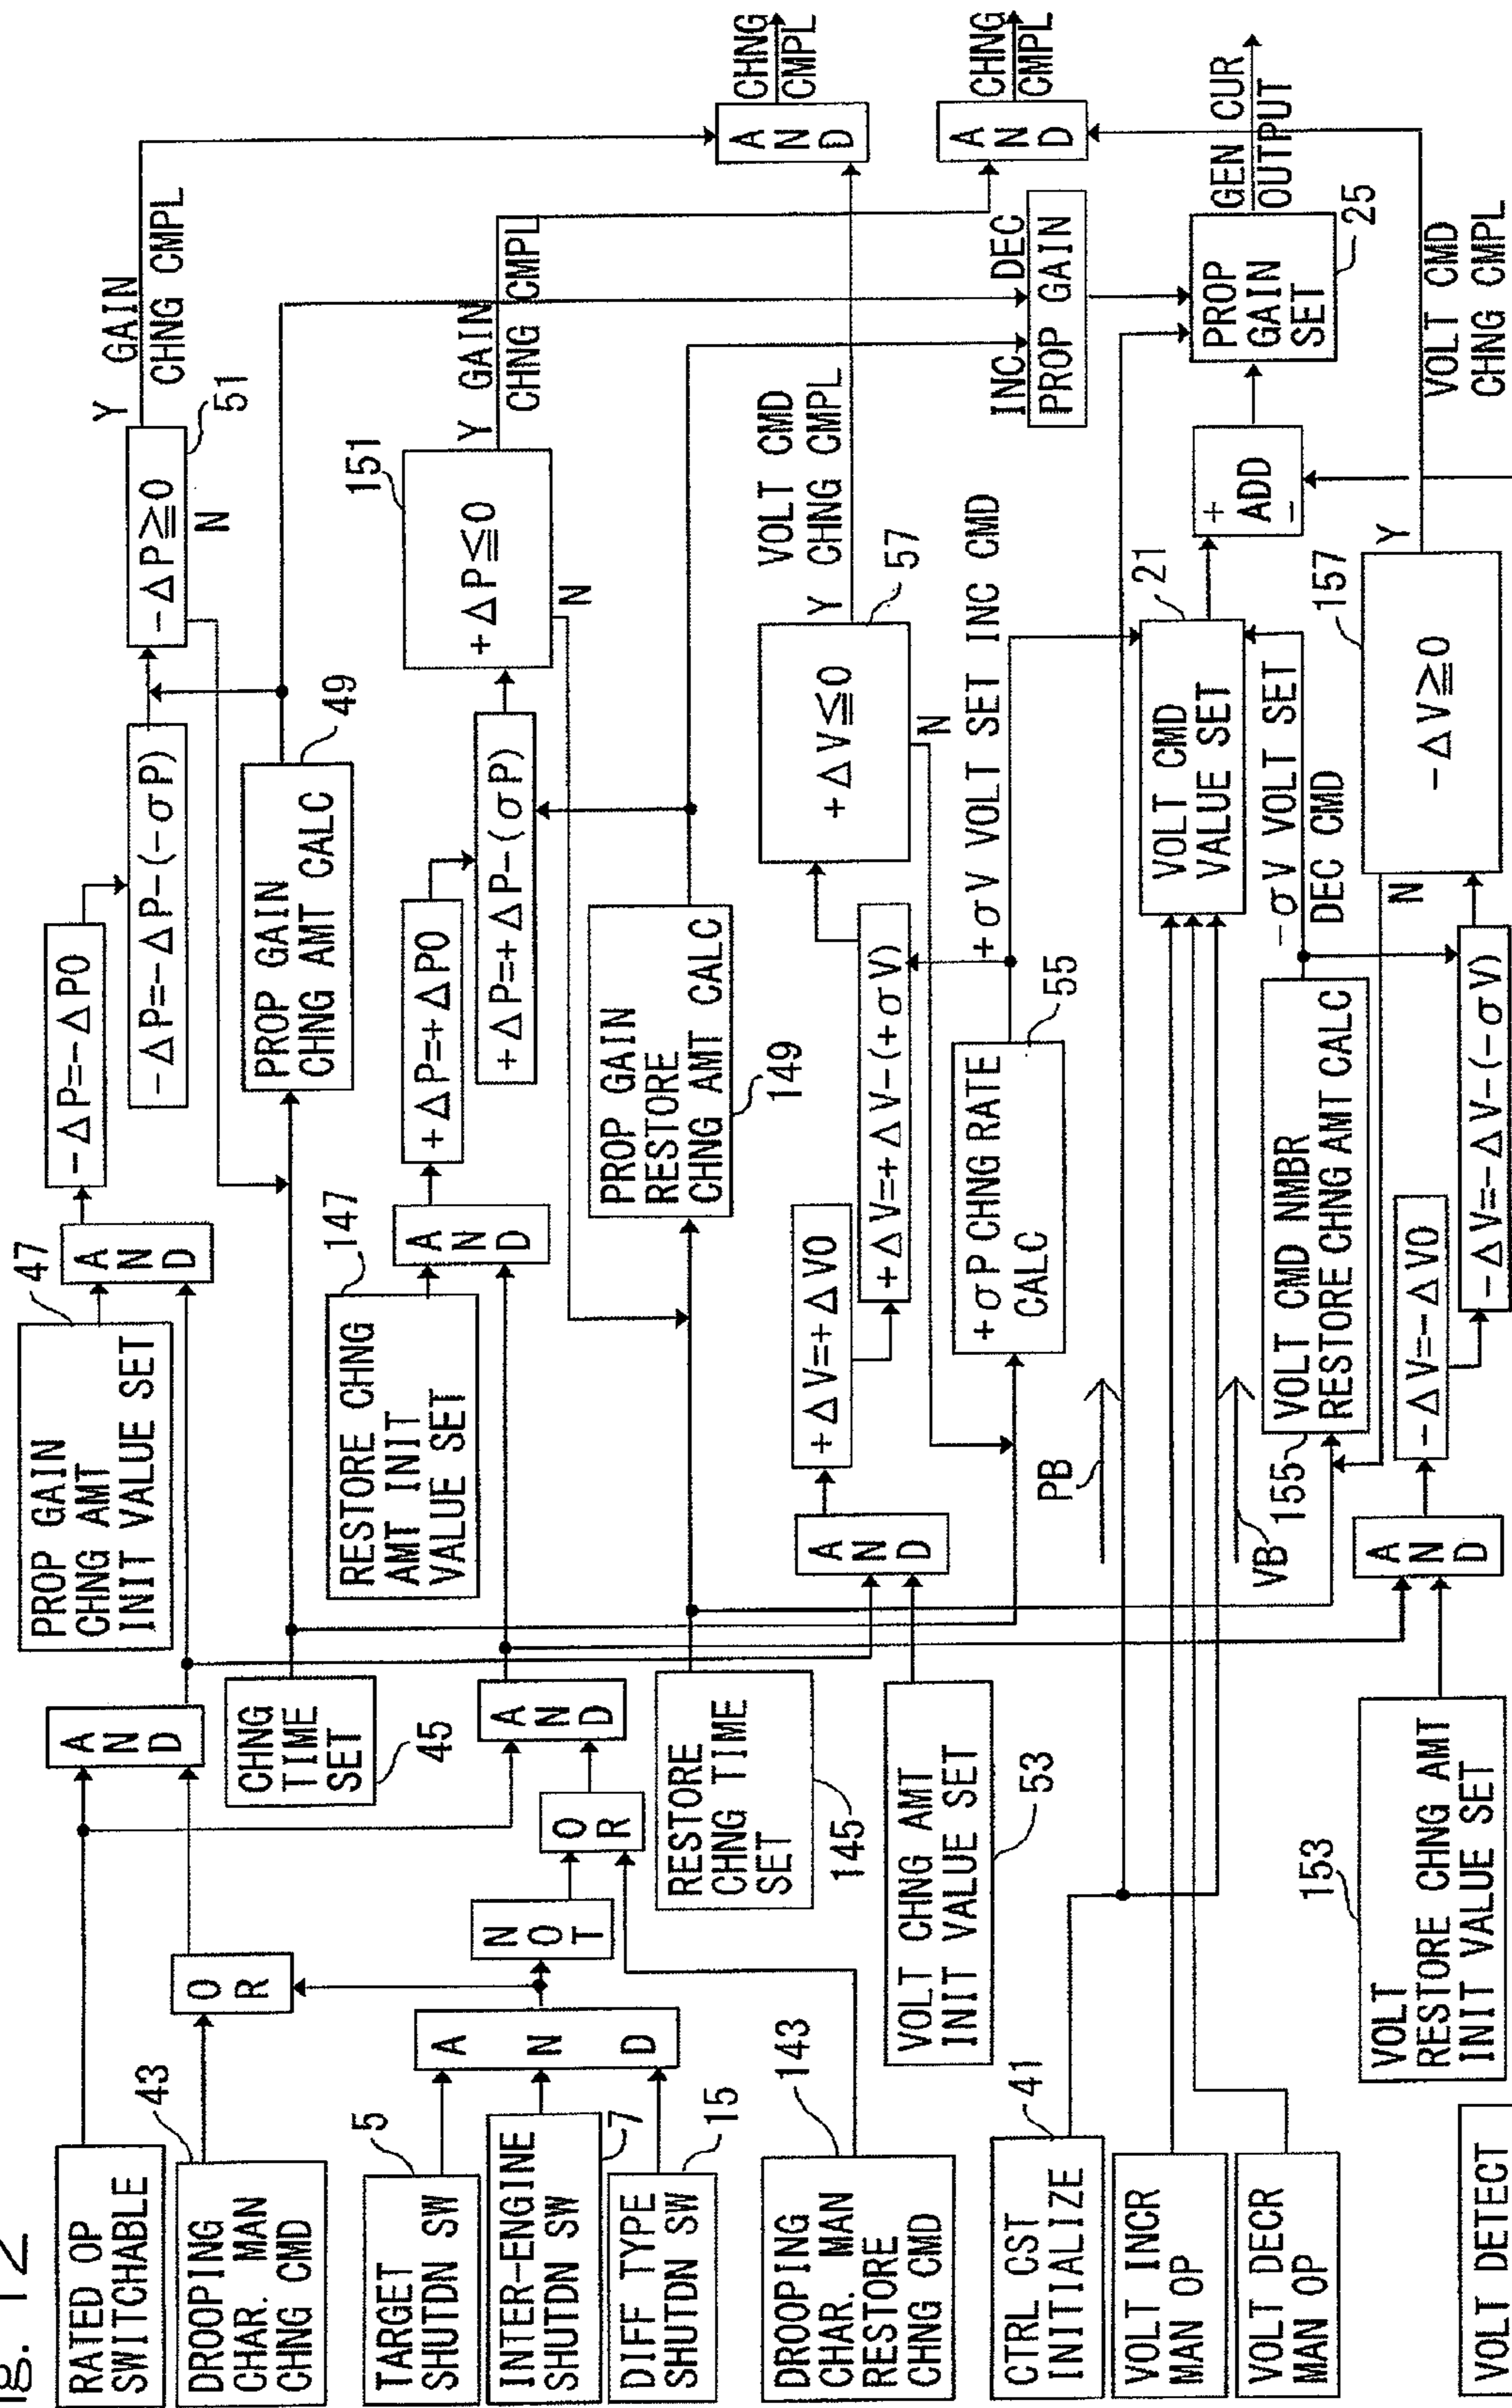 Fig. 12
RATED OP
SWITCHABLE
DROOPING
CHAR. MAN
CHNG CMD
43
TARGET
SHUTDN SW
5
INTER-ENGINE
SHUTDN SW
7
DIFF TYPE
SHUTDN SW
15
DROOPING
CHAR. MAN
RESTORE
CHNG CMD
143
CTRL CST
INITIALIZE
41
VOLT INCR
MAN OP
VOLT DECR
MAN OP
VOLT DETECT
OR
AND
NOT
OR
AND
CHNG
TIME
SET
45
AND
RESTORE
CHNG TIME
SET
145
VOLT CHNG AMT
INIT VALUE SET
53
VOLT
RESTORE CHNG AMT
INIT VALUE SET
153
PROP GAIN
CHNG AMT
INIT VALUE SET
47
AND
RESTORE CHNG
AMT INIT
VALUE SET
147
AND
AND
PB
VB
AND
-ΔP=-ΔP0
-ΔP=-ΔP-(-σP)
PROP GAIN
CHNG AMT CALC
49
+ΔP=+ΔP0
+ΔP=+ΔP-(σP)
PROP GAIN
RESTORE
CHNG AMT CALC
149
+ΔV=+ΔV0
+ΔV=+ΔV-(+σV)
+σP CHNG RATE
CALC
55
155
VOLT CMD NMBR
RESTORE CHNG AMT CALC
-ΔV=-ΔV0
-ΔV=-ΔV-(-σV)
-ΔP≧0
51
Y
N
GAIN
CHNG CMPL
+ΔP≦0
151
Y
N
GAIN
CHNG CMPL
+ΔV≦0
57
Y
N
VOLT CMD
CHNG CMPL
+σV VOLT SET INC CMD
VOLT CMD
VALUE SET
21
-σV VOLT SET
DEC CMD
-ΔV≧0
157
N
Y
VOLT CMD
CHNG CMPL
+
ADD
-
INC DEC
PROP GAIN
PROP
GAIN
SET
25
GEN CUR
OUTPUT
AND
CHNG
CMPL
AND
CHNG
CMPL